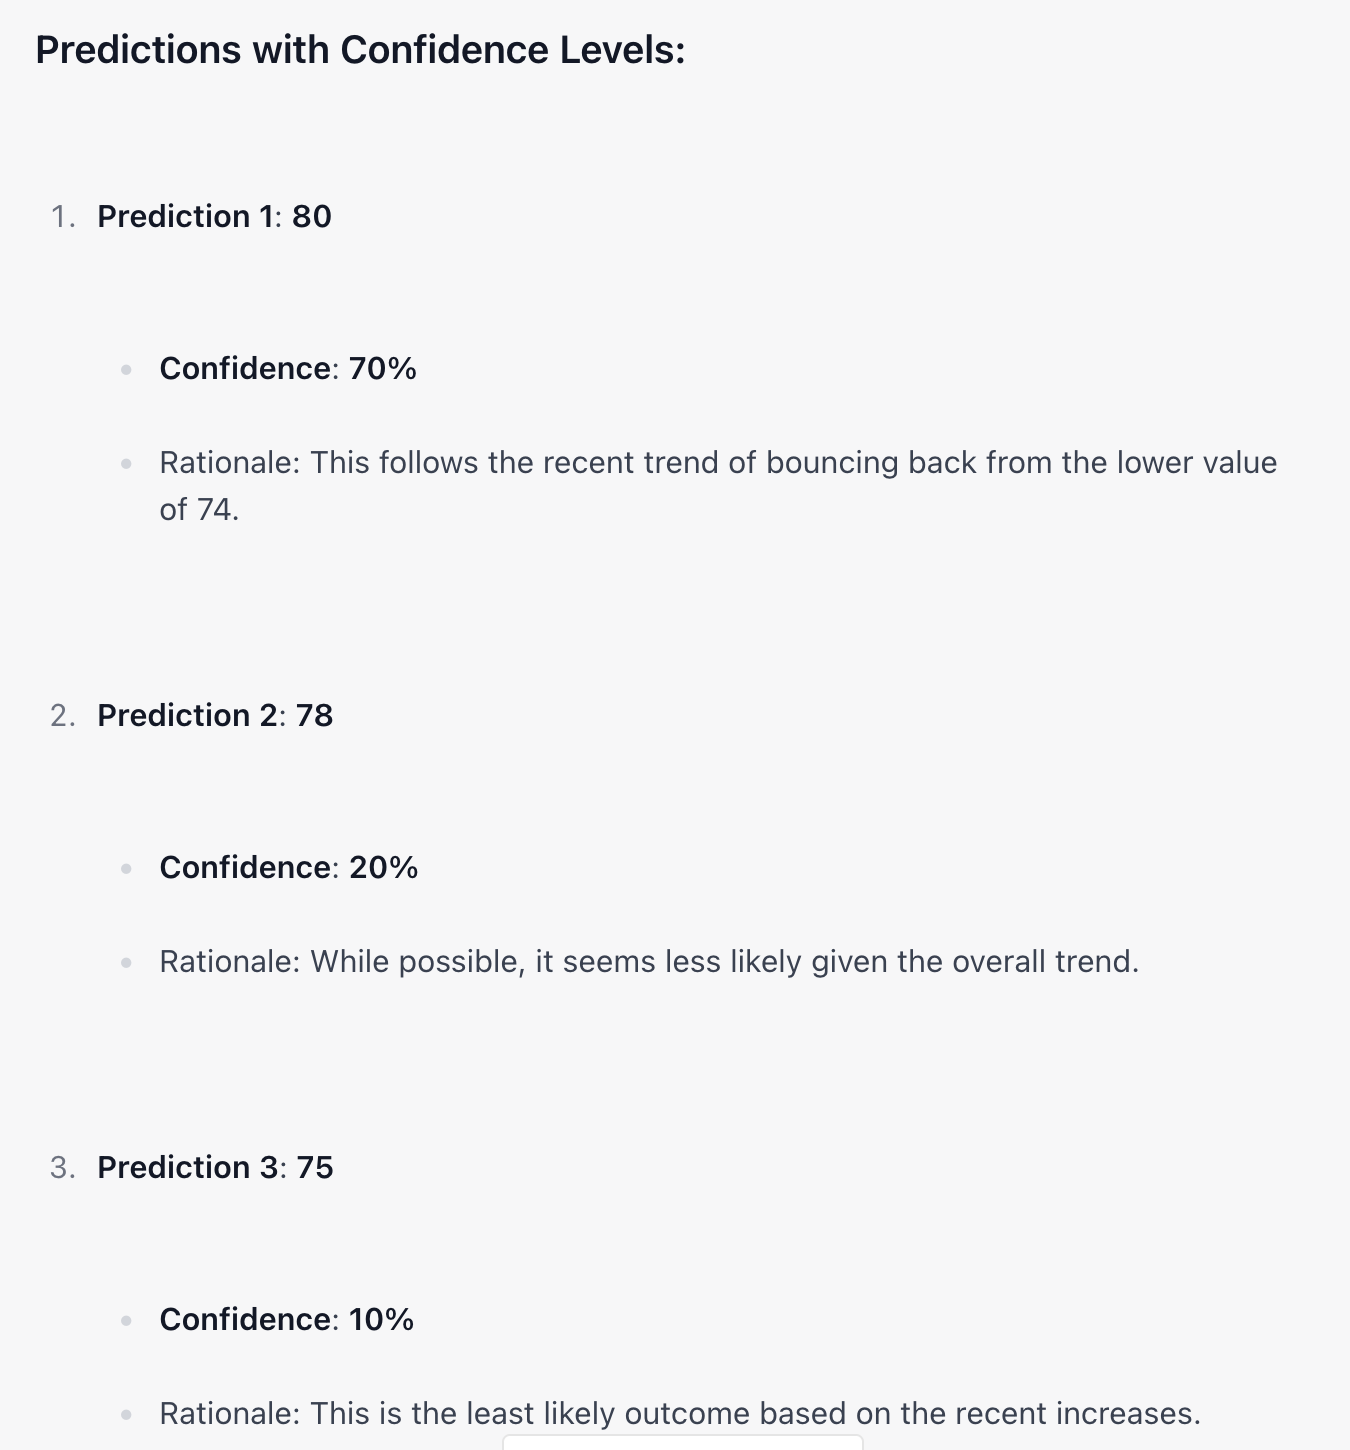 Predictions with Confidence Levels:
1. Prediction 1: 80
• Confidence: 70%
• Rationale: This follows the recent trend of bouncing back from the lower value
of 74.
2. Prediction 2: 78
• Confidence: 20%
• Rationale: While possible, it seems less likely given the overall trend.
3. Prediction 3: 75
• Confidence: 10%
• Rationale: This is the least likely outcome based on the recent increases.